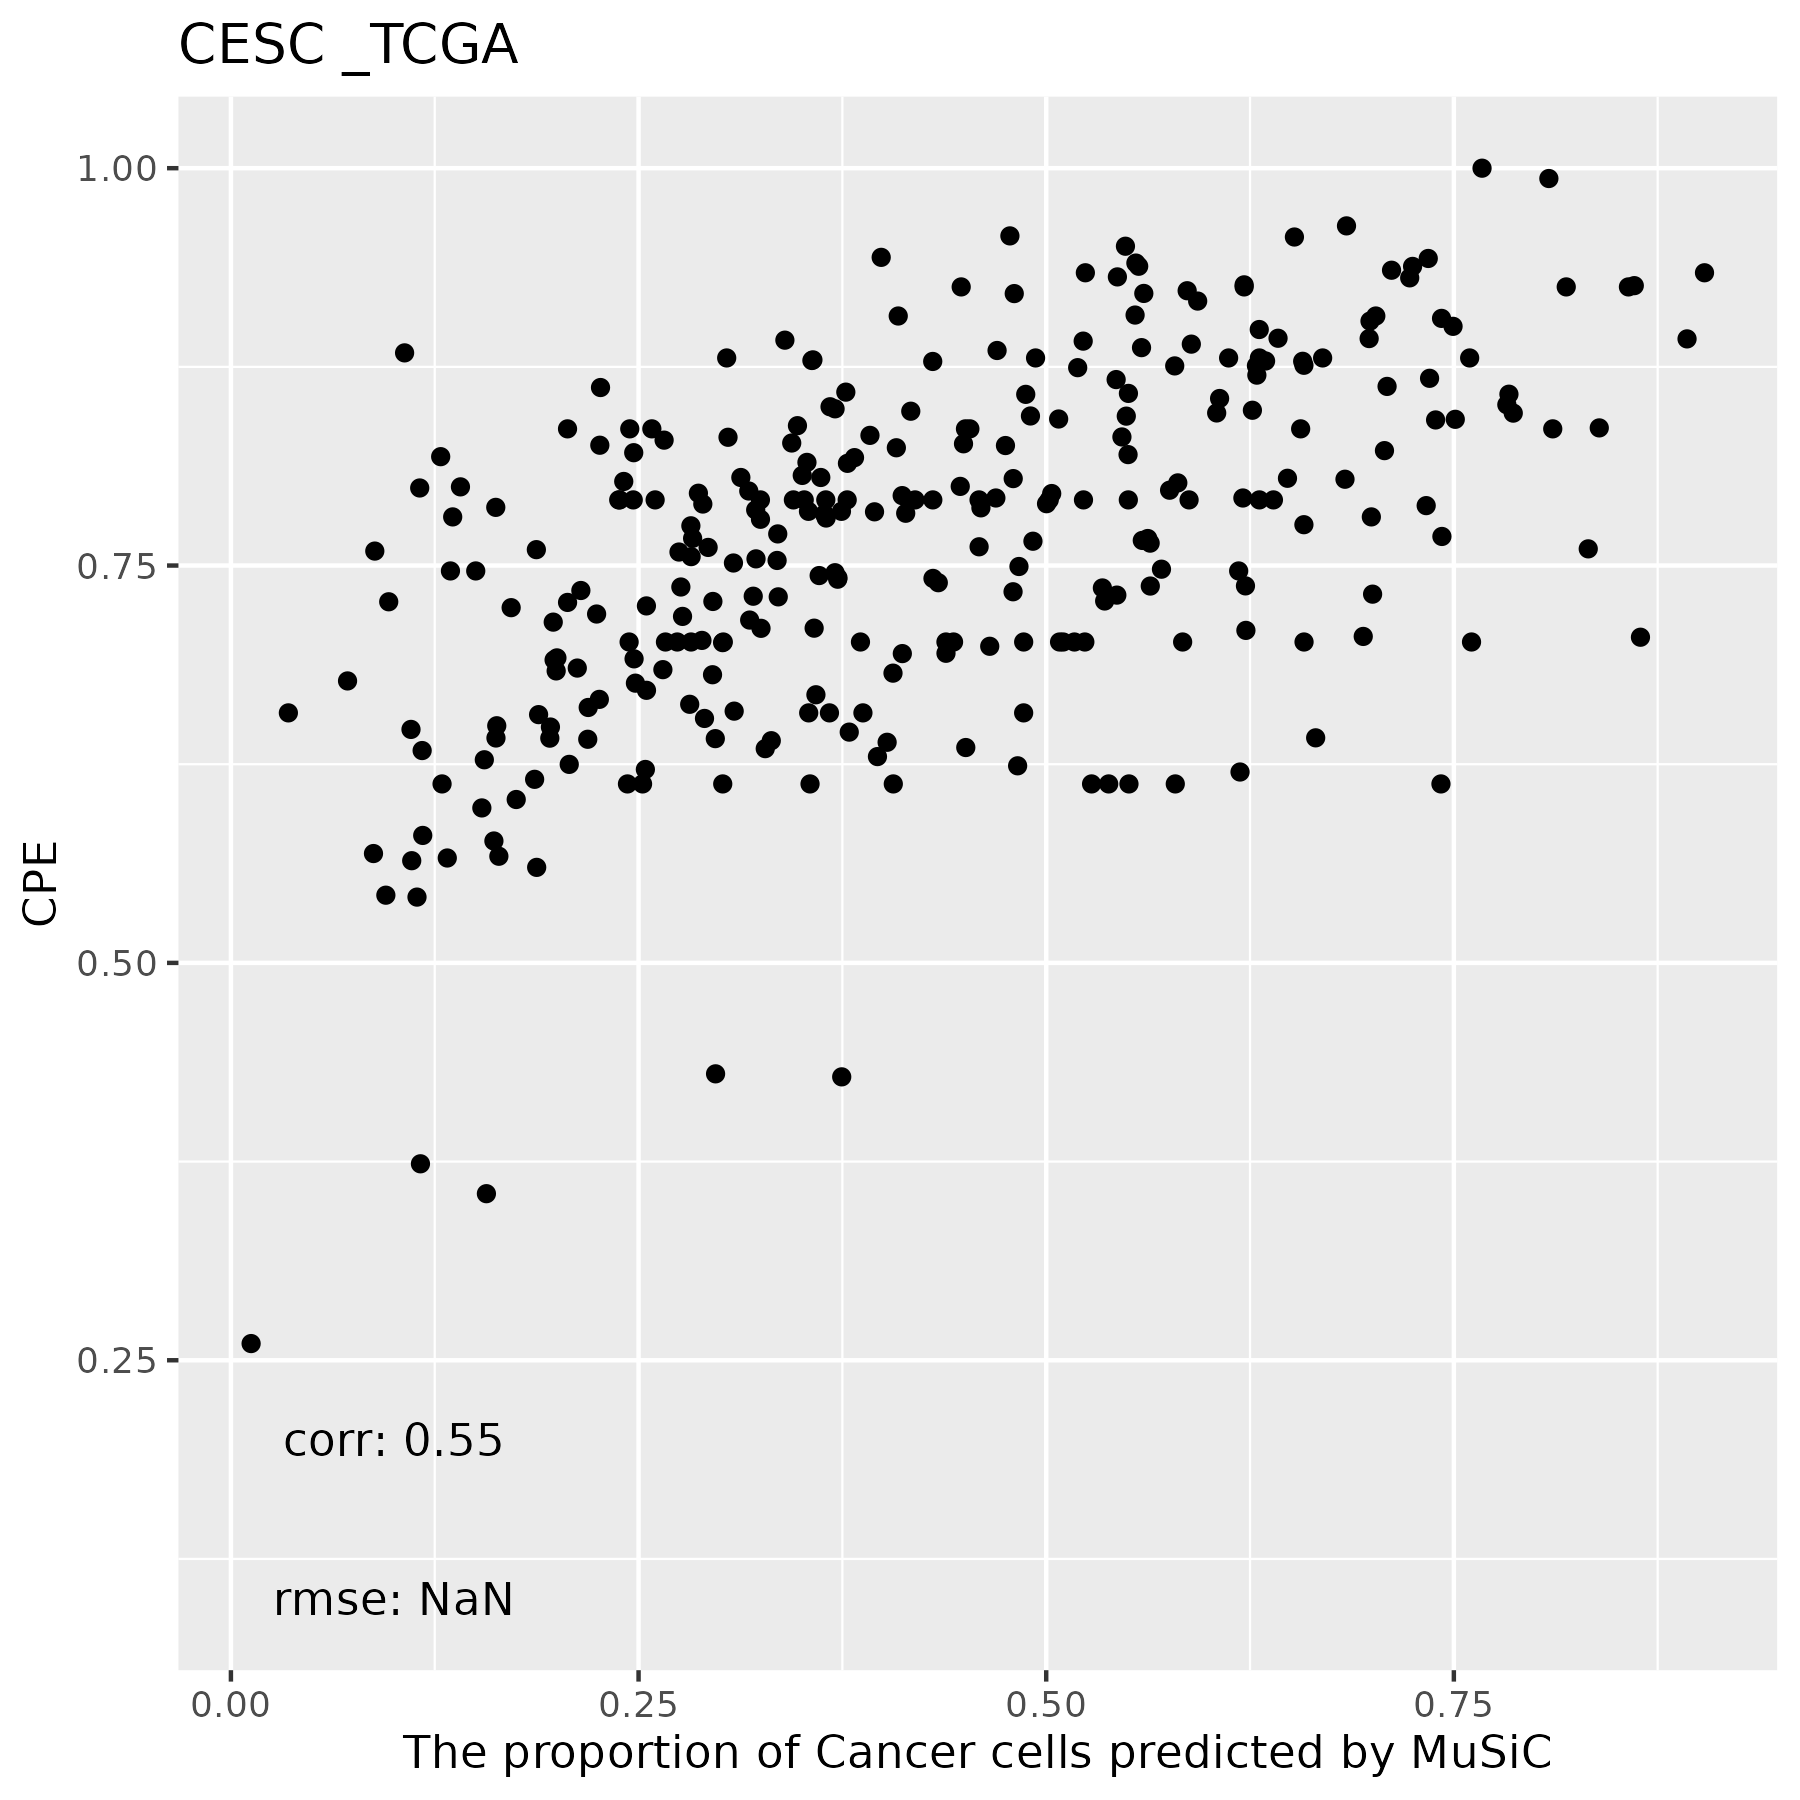 CESC _TCGA
1.00
0.75
0.50
0.25
CPE
corr: 0.55
rmse: NaN
0.00 0.25 0.50 0.75
The proportion of Cancer cells predicted by MuSiC